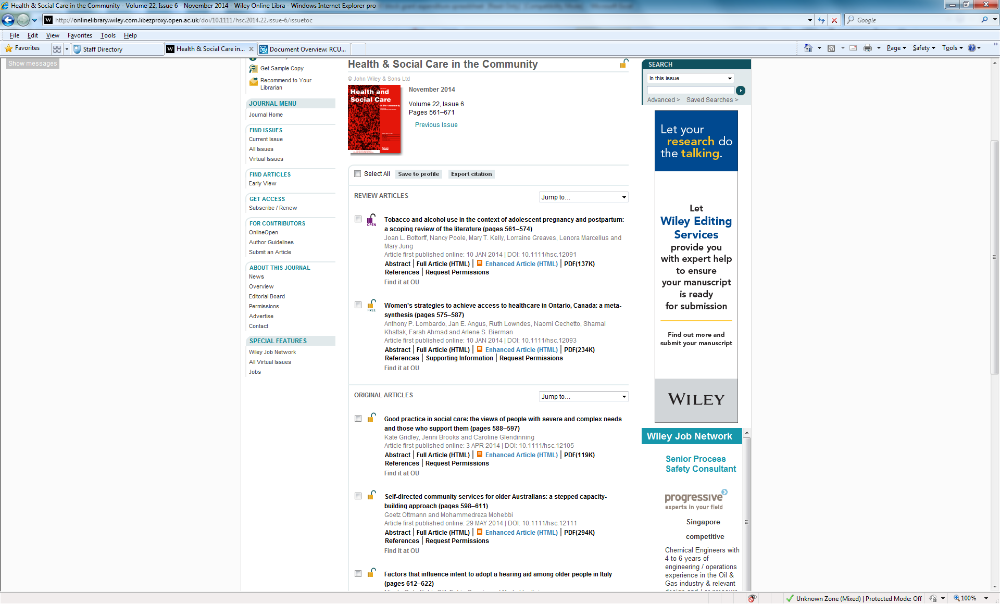 Health & Social Care in the Community - Volume 22, Issue 6 - November 2014 - Wiley Online Libra - Windows Internet Explorer pro
http://onlinelibrary.wiley.com.libezproxy.open.ac.uk/doi/10.1111/hsc.2014.22.issue-6/issuetoc
Google
File Edit View Favorites Tools Help
Favorites
Staff Directory
Health & Social Care in...
Document Overview: RCU...
Page Safety Tools
Show messages
Get Sample Copy
Recommend to Your
Librarian
JOURNAL MENU
Journal Home
FIND ISSUES
Current Issue
All Issues
Virtual Issues
FIND ARTICLES
Early View
GET ACCESS
Subscribe / Renew
FOR CONTRIBUTORS
OnlineOpen
Author Guidelines
Submit an Article
ABOUT THIS JOURNAL
News
Overview
Editorial Board
Permissions
Advertise
Contact
SPECIAL FEATURES
Wiley Job Network
All Virtual Issues
Jobs
Health & Social Care in the Community
© John Wiley & Sons Ltd
Health and
Social Care
in the community
November 2014
Volume 22, Issue 6
Pages 561–671
Previous Issue
Select All Save to profile Export citation
REVIEW ARTICLES
Jump to...
OPEN
Tobacco and alcohol use in the context of adolescent pregnancy and postpartum:
a scoping review of the literature (pages 561–574)
Joan L. Bottorff, Nancy Poole, Mary T. Kelly, Lorraine Greaves, Lenora Marcellus and
Mary Jung
Article first published online: 10 JAN 2014 | DOI: 10.1111/hsc.12091
Abstract | Full Article (HTML) | Enhanced Article (HTML) | PDF(137K)
References | Request Permissions
Find it at OU
FREE
Women's strategies to achieve access to healthcare in Ontario, Canada: a meta-
synthesis (pages 575–587)
Anthony P. Lombardo, Jan E. Angus, Ruth Lowndes, Naomi Cechetto, Shamal
Khattak, Farah Ahmad and Arlene S. Bierman
Article first published online: 10 JAN 2014 | DOI: 10.1111/hsc.12093
Abstract | Full Article (HTML) | Enhanced Article (HTML) | PDF(234K)
References | Supporting Information | Request Permissions
Find it at OU
ORIGINAL ARTICLES
Jump to...
Good practice in social care: the views of people with severe and complex needs
and those who support them (pages 588–597)
Kate Gridley, Jenni Brooks and Caroline Glendinning
Article first published online: 3 APR 2014 | DOI: 10.1111/hsc.12105
Abstract | Full Article (HTML) | Enhanced Article (HTML) | PDF(119K)
References | Request Permissions
Find it at OU
Self-directed community services for older Australians: a stepped capacity-
building approach (pages 598–611)
Goetz Ottmann and Mohammedreza Mohebbi
Article first published online: 29 MAY 2014 | DOI: 10.1111/hsc.12111
Abstract | Full Article (HTML) | Enhanced Article (HTML) | PDF(294K)
References | Request Permissions
Find it at OU
Factors that influence intent to adopt a hearing aid among older people in Italy
(pages 612–622)
SEARCH
In this issue
Advanced > Saved Searches >
Let your
research do
the talking.
Let
Wiley Editing
Services
provide you
with expert help
to ensure
your manuscript
is ready
for submission
Find out more and
submit your manuscript
WILEY
Wiley Job Network
Senior Process
Safety Consultant
progressive
experts in your field
Singapore
competitive
Chemical Engineers with
4 to 6 years of
engineering / operations
experience in the Oil &
Gas industry & relevant
Unknown Zone (Mixed) | Protected Mode: Off
100%